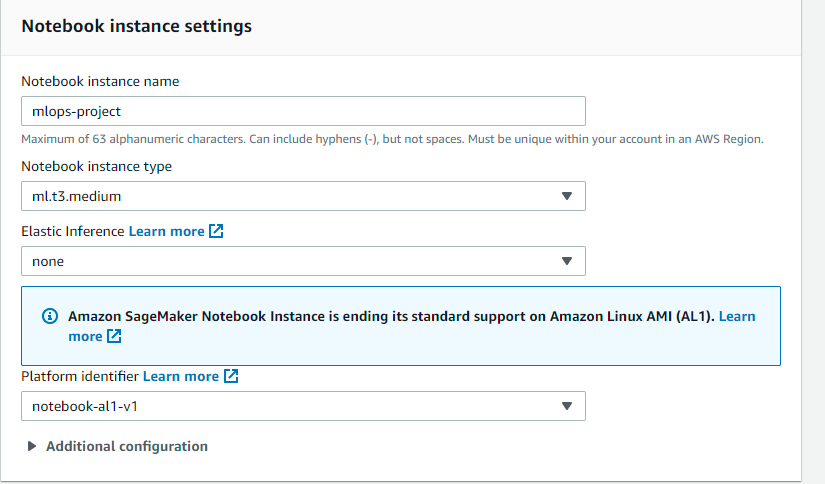 Notebook instance settings
Notebook instance name
mlops-project
Maximum of 63 alphanumeric characters. Can include hyphens (-), but not spaces. Must be unique within your account in an AWS Region.
Notebook instance type
ml.t3.medium
Elastic Inference Learn more
none
Amazon SageMaker Notebook Instance is ending its standard support on Amazon Linux AMI (AL1). Learn
more
Platform identifier Learn more
notebook-al1-v1
Additional configuration